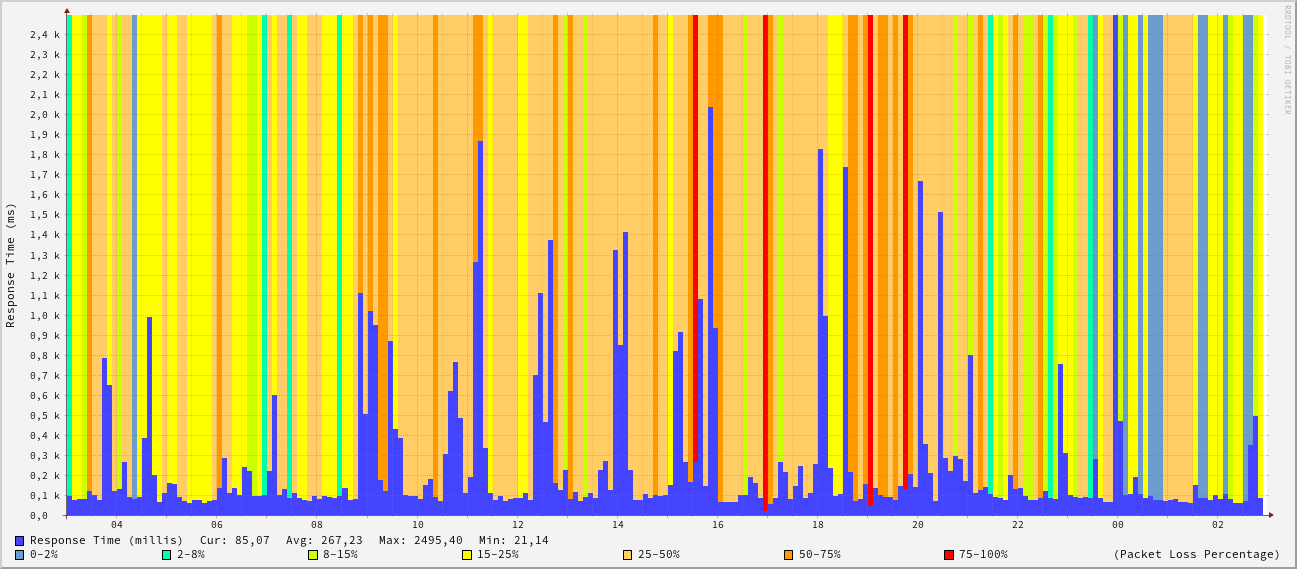 RRDTOOL / TOBI OETIKER
Response Time (ms)
2,4 k
2,3 k
2,2 k
2,1 k
2,0 k
1,9 k
1,8 k
1,7 k
1,6 k
1,5 k
1,4 k
1,3 k
1,2 k
1,1 k
1,0 k
0,9 k
0,8 k
0,7 k
0,6 k
0,5 k
0,4 k
0,3 k
0,2 k
0,1 k
0,0
04 06 08 10 12 14 16 18 20 22 00 02
Response Time (millis) Cur: 85,07 Avg: 267,23 Max: 2495,40 Min: 21,14
0-2% 2-8% 8-15% 15-25% 25-50% 50-75% 75-100% (Packet Loss Percentage)